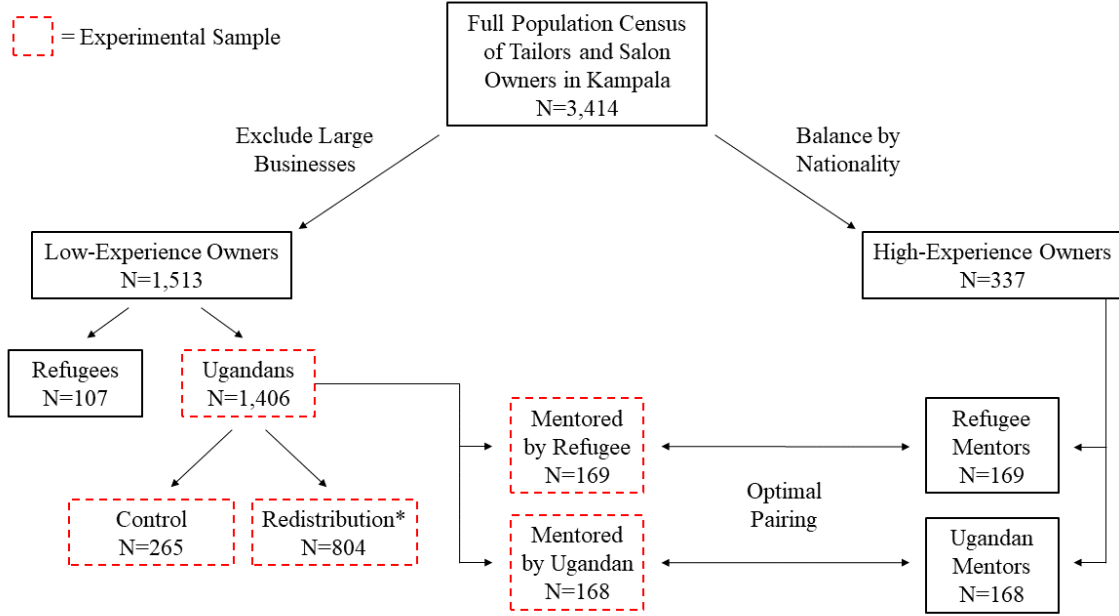 = Experimental Sample
Full Population Census
of Tailors and Salon
Owners in Kampala
N=3,414
Exclude Large
Businesses
Balance by
Nationality
Low-Experience Owners
N=1,513
High-Experience Owners
N=337
Refugees
N=107
Ugandans
N=1,406
Mentored
by Refugee
N=169
Refugee
Mentors
N=169
Optimal
Pairing
Control
N=265
Redistribution*
N=804
Mentored
by Ugandan
N=168
Ugandan
Mentors
N=168